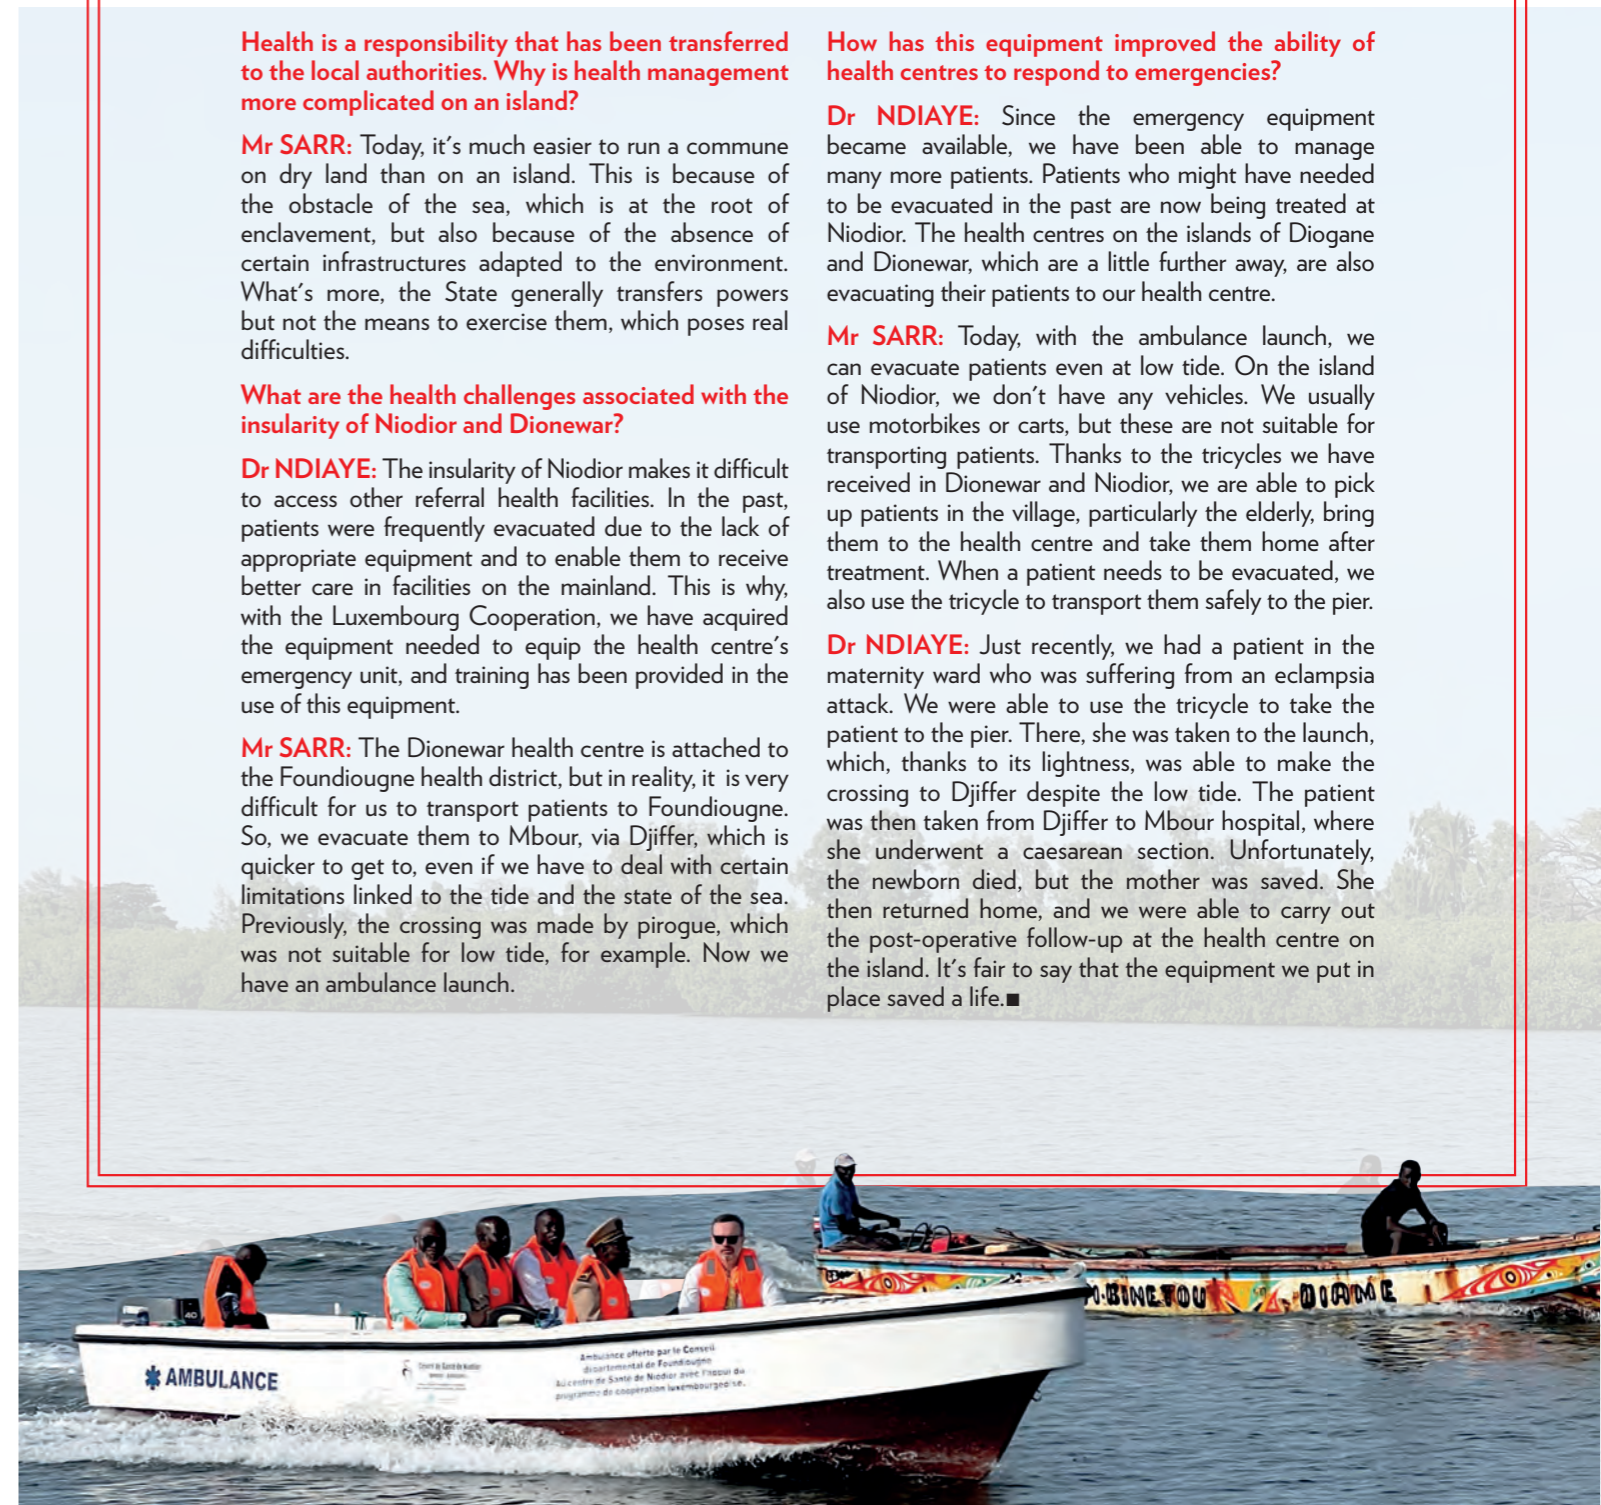 Health is a responsibility that has been transferred
to the local authorities. Why is health management
more complicated on an island?
Mr SARR: Today, it's much easier to run a commune
on dry land than on an island. This is because of
the obstacle of the sea, which is at the root of
enclavement, but also because of the absence of
certain infrastructures adapted to the environment.
What's more, the State generally transfers powers
but not the means to exercise them, which poses real
difficulties.
What are the health challenges associated with the
insularity of Niodior and Dionewar?
Dr NDIAYE: The insularity of Niodior makes it difficult
to access other referral health facilities. In the past,
patients were frequently evacuated due to the lack of
appropriate equipment and to enable them to receive
better care in facilities on the mainland. This is why,
with the Luxembourg Cooperation, we have acquired
the equipment needed to equip the health centre's
emergency unit, and training has been provided in the
use of this equipment.
Mr SARR: The Dionewar health centre is attached to
the Foundiougne health district, but in reality, it is very
difficult for us to transport patients to Foundiougne.
So, we evacuate them to Mbour, via Djiffer, which is
quicker to get to, even if we have to deal with certain
limitations linked to the tide and the state of the sea.
Previously, the crossing was made by pirogue, which
was not suitable for low tide, for example. Now we
have an ambulance launch.
How has this equipment improved the ability of
health centres to respond to emergencies?
Dr NDIAYE: Since the emergency equipment
became available, we have been able to manage
many more patients. Patients who might have needed
to be evacuated in the past are now being treated at
Niodior. The health centres on the islands of Diogane
and Dionewar, which are a little further away, are also
evacuating their patients to our health centre.
Mr SARR: Today, with the ambulance launch, we
can evacuate patients even at low tide. On the island
of Niodior, we don't have any vehicles. We usually
use motorbikes or carts, but these are not suitable for
transporting patients. Thanks to the tricycles we have
received in Dionewar and Niodior, we are able to pick
up patients in the village, particularly the elderly, bring
them to the health centre and take them home after
treatment. When a patient needs to be evacuated, we
also use the tricycle to transport them safely to the pier.
Dr NDIAYE: Just recently, we had a patient in the
maternity ward who was suffering from an eclampsia
attack. We were able to use the tricycle to take the
patient to the pier. There, she was taken to the launch,
which, thanks to its lightness, was able to make the
crossing to Djiffer despite the low tide. The patient
was then taken from Djiffer to Mbour hospital, where
she underwent a caesarean section. Unfortunately,
the newborn died, but the mother was saved. She
then returned home, and we were able to carry out
the post-operative follow-up at the health centre on
the island. It's fair to say that the equipment we put in
place saved a life.■
BINETOU DIAME
40
AMBULANCE
Centre de Santé de Niodior
Ambulance offerte par le Conseil
départemental de Foundiougne
au centre de Santé de Niodior avec l'appui du
programme de coopération luxembourgeoise.